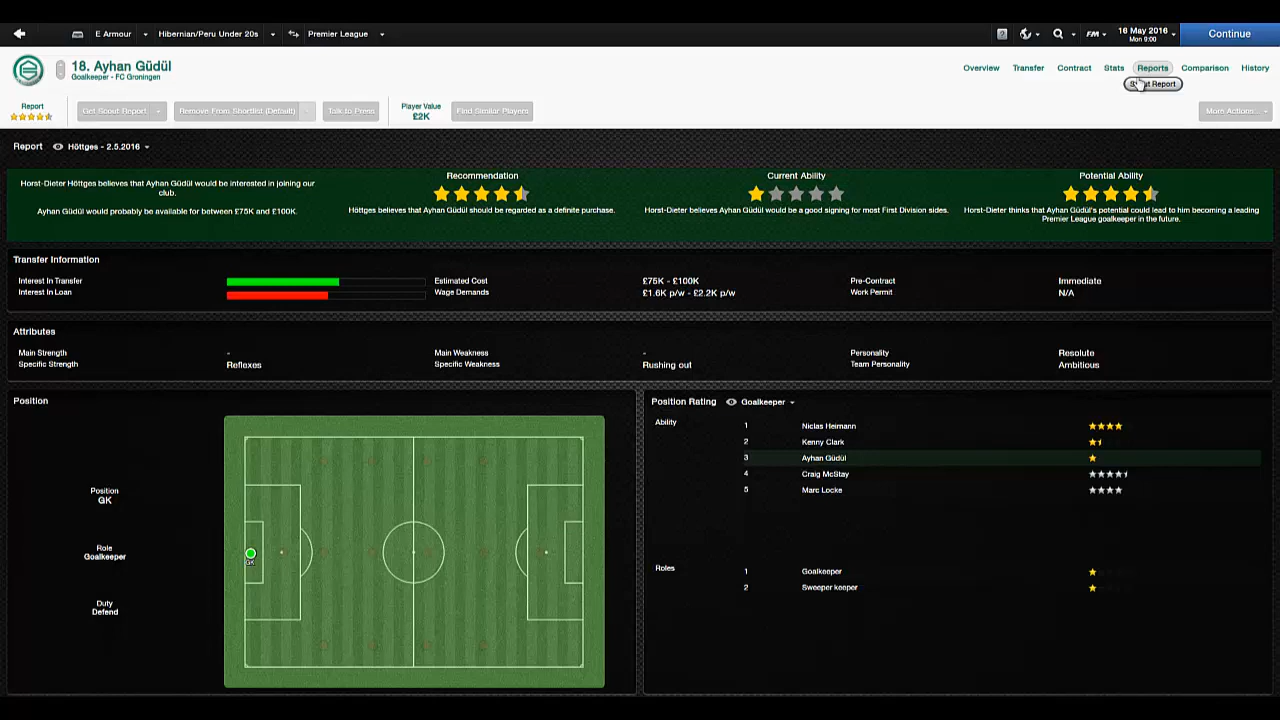 E Armour
Hibernian/Peru Under 20s
Premier League
FM
16 May 2016
Mon 9:00
Continue
18. Ayhan Güdül
Goalkeeper - FC Groningen
Overview
Transfer
Contract
Stats
Reports
Comparison
History
Report
Report
Get Scout Report
Remove From Shortlist (Default)
Talk to Press
Player Value
£2K
Find Similar Players
More Actions...
Report
Höttges - 2.5.2016
Horst-Dieter Höttges believes that Ayhan Güdül would be interested in joining our
club.
Ayhan Güdül would probably be available for between £75K and £100K.
Recommendation
Höttges believes that Ayhan Güdül should be regarded as a definite purchase.
Current Ability
Horst-Dieter believes Ayhan Güdül would be a good signing for most First Division sides.
Potential Ability
Horst-Dieter thinks that Ayhan Güdül's potential could lead to him becoming a leading
Premier League goalkeeper in the future.
Transfer Information
Interest In Transfer
Interest In Loan
Estimated Cost
£75K - £100K
Wage Demands
£1.6K p/w - £2.2K p/w
Pre-Contract
Immediate
Work Permit
N/A
Attributes
Main Strength
-
Specific Strength
Reflexes
Main Weakness
-
Specific Weakness
Rushing out
Personality
Resolute
Team Personality
Ambitious
Position
Position
GK
Role
Goalkeeper
Duty
Defend
GK
Position Rating
Goalkeeper
Ability
1 Niclas Heimann
2 Kenny Clark
3 Ayhan Güdül
4 Craig McStay
5 Marc Locke
Roles
1 Goalkeeper
2 Sweeper keeper